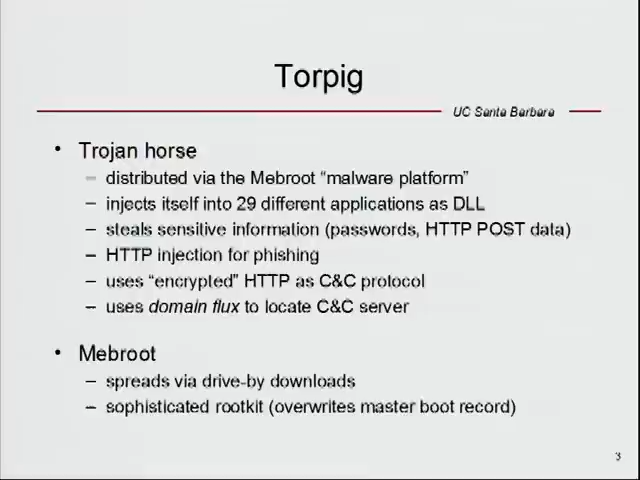 Torpig
UC Santa Barbara
• Trojan horse
– distributed via the Mebroot “malware platform”
– injects itself into 29 different applications as DLL
– steals sensitive information (passwords, HTTP POST data)
– HTTP injection for phishing
– uses “encrypted” HTTP as C&C protocol
– uses domain flux to locate C&C server
• Mebroot
– spreads via drive-by downloads
– sophisticated rootkit (overwrites master boot record)
3